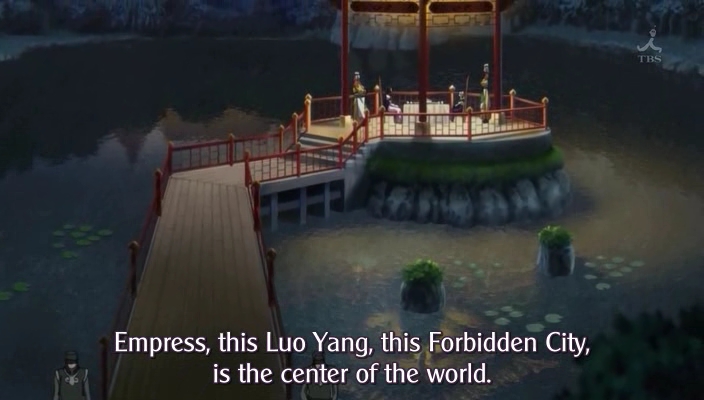 TBS
Empress, this Luo Yang, this Forbidden City,
is the center of the world.